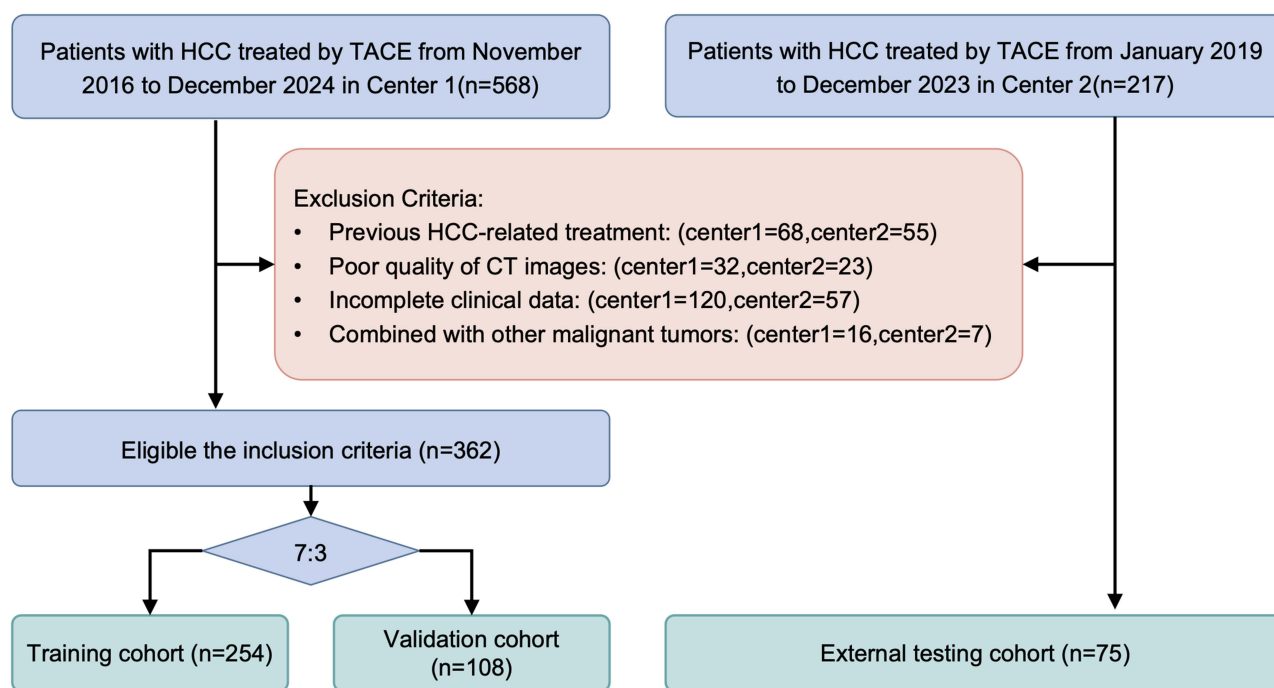 Patients with HCC treated by TACE from November
2016 to December 2024 in Center 1(n=568)
Patients with HCC treated by TACE from January 2019
to December 2023 in Center 2(n=217)
Exclusion Criteria:
• Previous HCC-related treatment: (center1=68,center2=55)
• Poor quality of CT images: (center1=32,center2=23)
• Incomplete clinical data: (center1=120,center2=57)
• Combined with other malignant tumors: (center1=16,center2=7)
Eligible the inclusion criteria (n=362)
7:3
Training cohort (n=254)
Validation cohort
(n=108)
External testing cohort (n=75)